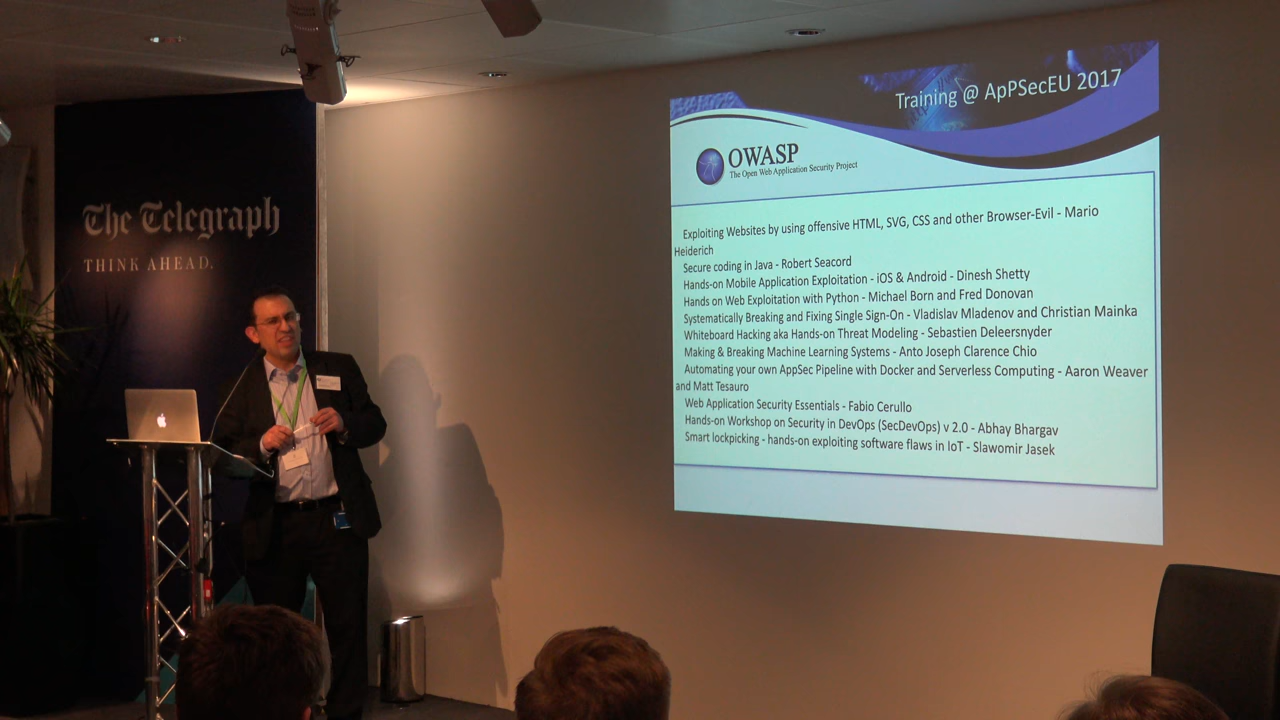 The Telegraph
THINK AHEAD.
Training @ ApPSecEU 2017
OWASP
The Open Web Application Security Project
Exploiting Websites by using offensive HTML, SVG, CSS and other Browser-Evil - Mario
Heiderich
Secure coding in Java - Robert Seacord
Hands-on Mobile Application Exploitation - iOS & Android - Dinesh Shetty
Hands on Web Exploitation with Python - Michael Born and Fred Donovan
Systematically Breaking and Fixing Single Sign-On - Vladislav Mladenov and Christian Mainka
Whiteboard Hacking aka Hands-on Threat Modeling - Sebastien Deleersnyder
Making & Breaking Machine Learning Systems - Anto Joseph Clarence Chio
Automating your own AppSec Pipeline with Docker and Serverless Computing - Aaron Weaver
and Matt Tesauro
Web Application Security Essentials - Fabio Cerullo
Hands-on Workshop on Security in DevOps (SecDevOps) v 2.0 - Abhay Bhargav
Smart lockpicking - hands-on exploiting software flaws in IoT - Slawomir Jasek